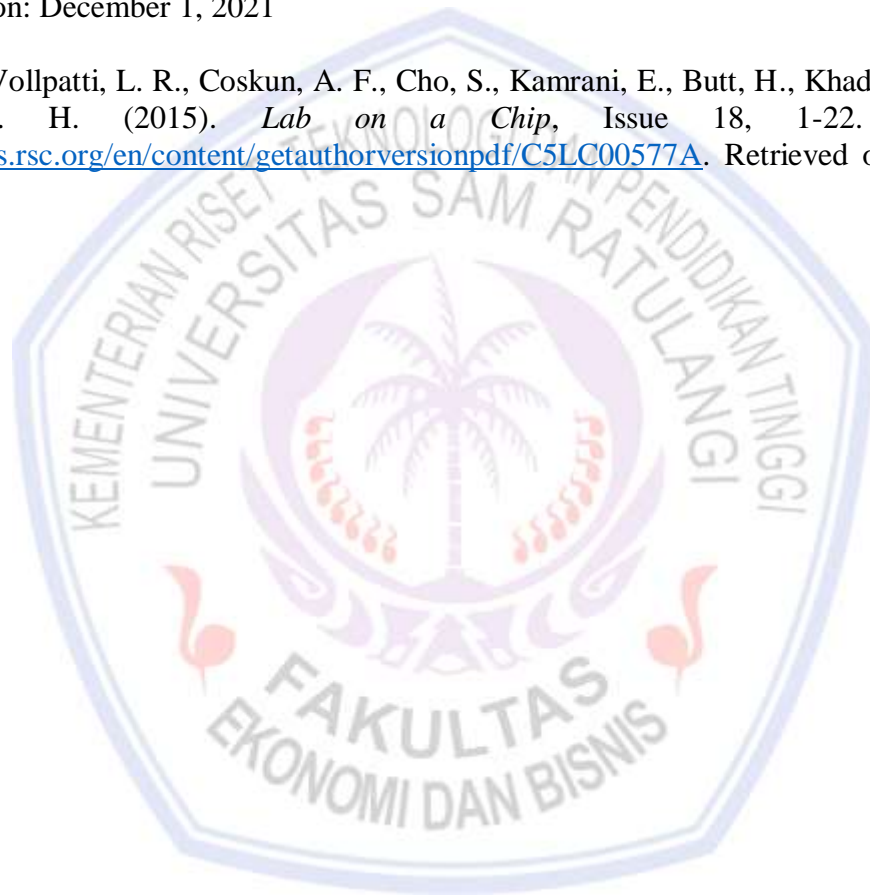 on: December 1, 2021
Vollpatti, L. R., Coskun, A. F., Cho, S., Kamrani, E., Butt, H., Khad
. H. (2015). Lab on a Chip, Issue 18, 1-22.
s.rsc.org/en/content/getauthorversionpdf/C5LC00577A. Retrieved o
KEMENTERIAN RISET TEKNOLOGI DAN PENDIDIKAN TINGGI
UNIVERSITAS SAM RATULANGI
FAKULTAS
EKONOMI DAN BISNIS